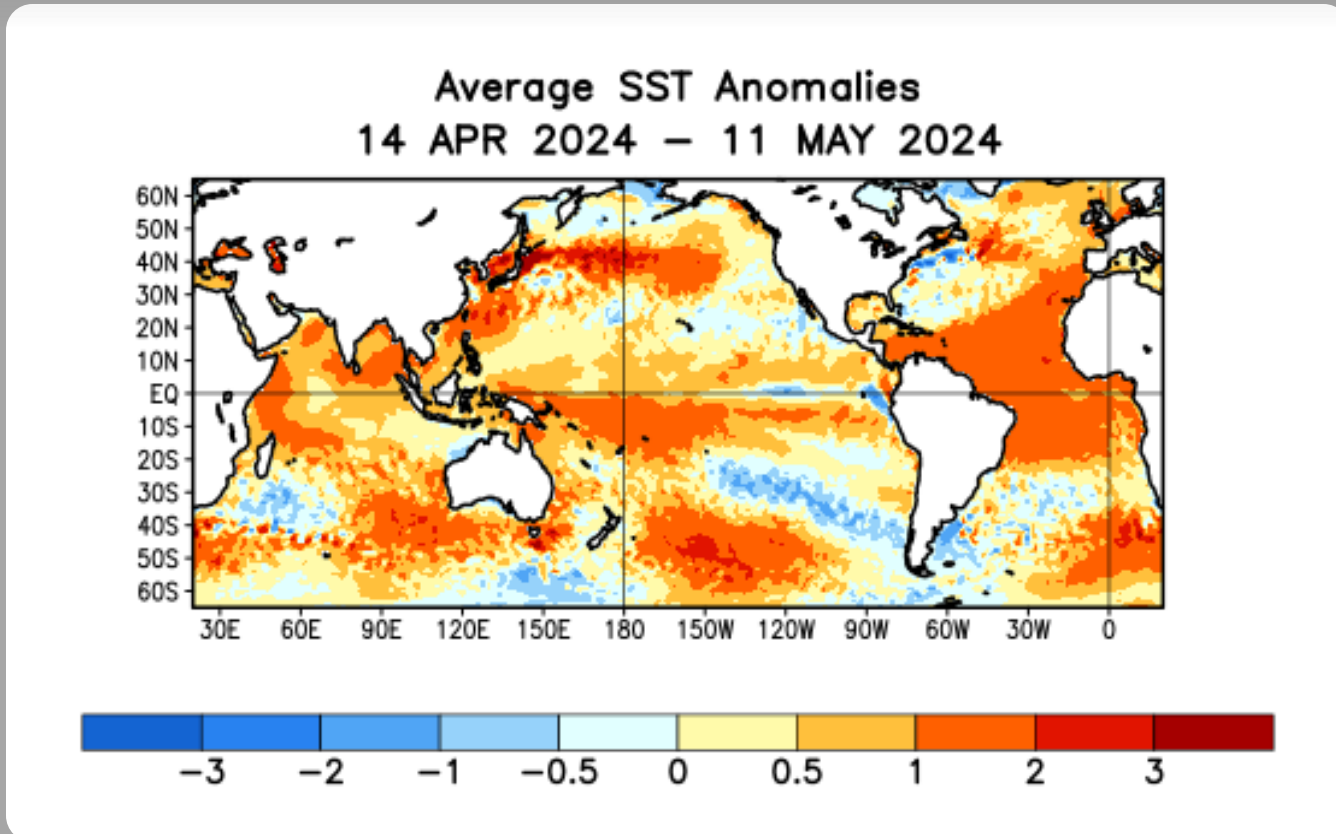 Average SST Anomalies
14 APR 2024 – 11 MAY 2024
60N
50N
40N
30N
20N
10N
EQ
10S
20S
30S
40S
50S
60S
30E 60E 90E 120E 150E 180 150W 120W 90W 60W 30W 0
−3 −2 −1 −0.5 0 0.5 1 2 3